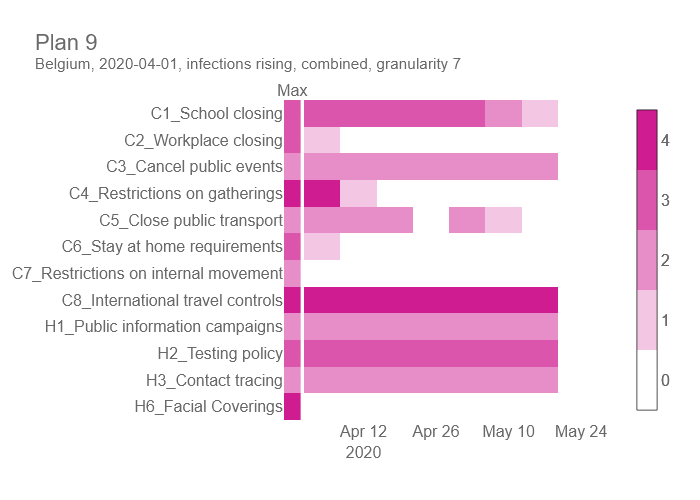 Plan 9
Belgium, 2020-04-01, infections rising, combined, granularity 7
Max
C1_School closing
C2_Workplace closing
C3_Cancel public events
C4_Restrictions on gatherings
C5_Close public transport
C6_Stay at home requirements
C7_Restrictions on internal movement
C8_International travel controls
H1_Public information campaigns
H2_Testing policy
H3_Contact tracing
H6_Facial Coverings
Apr 12 Apr 26 May 10 May 24
2020
4
3
2
1
0